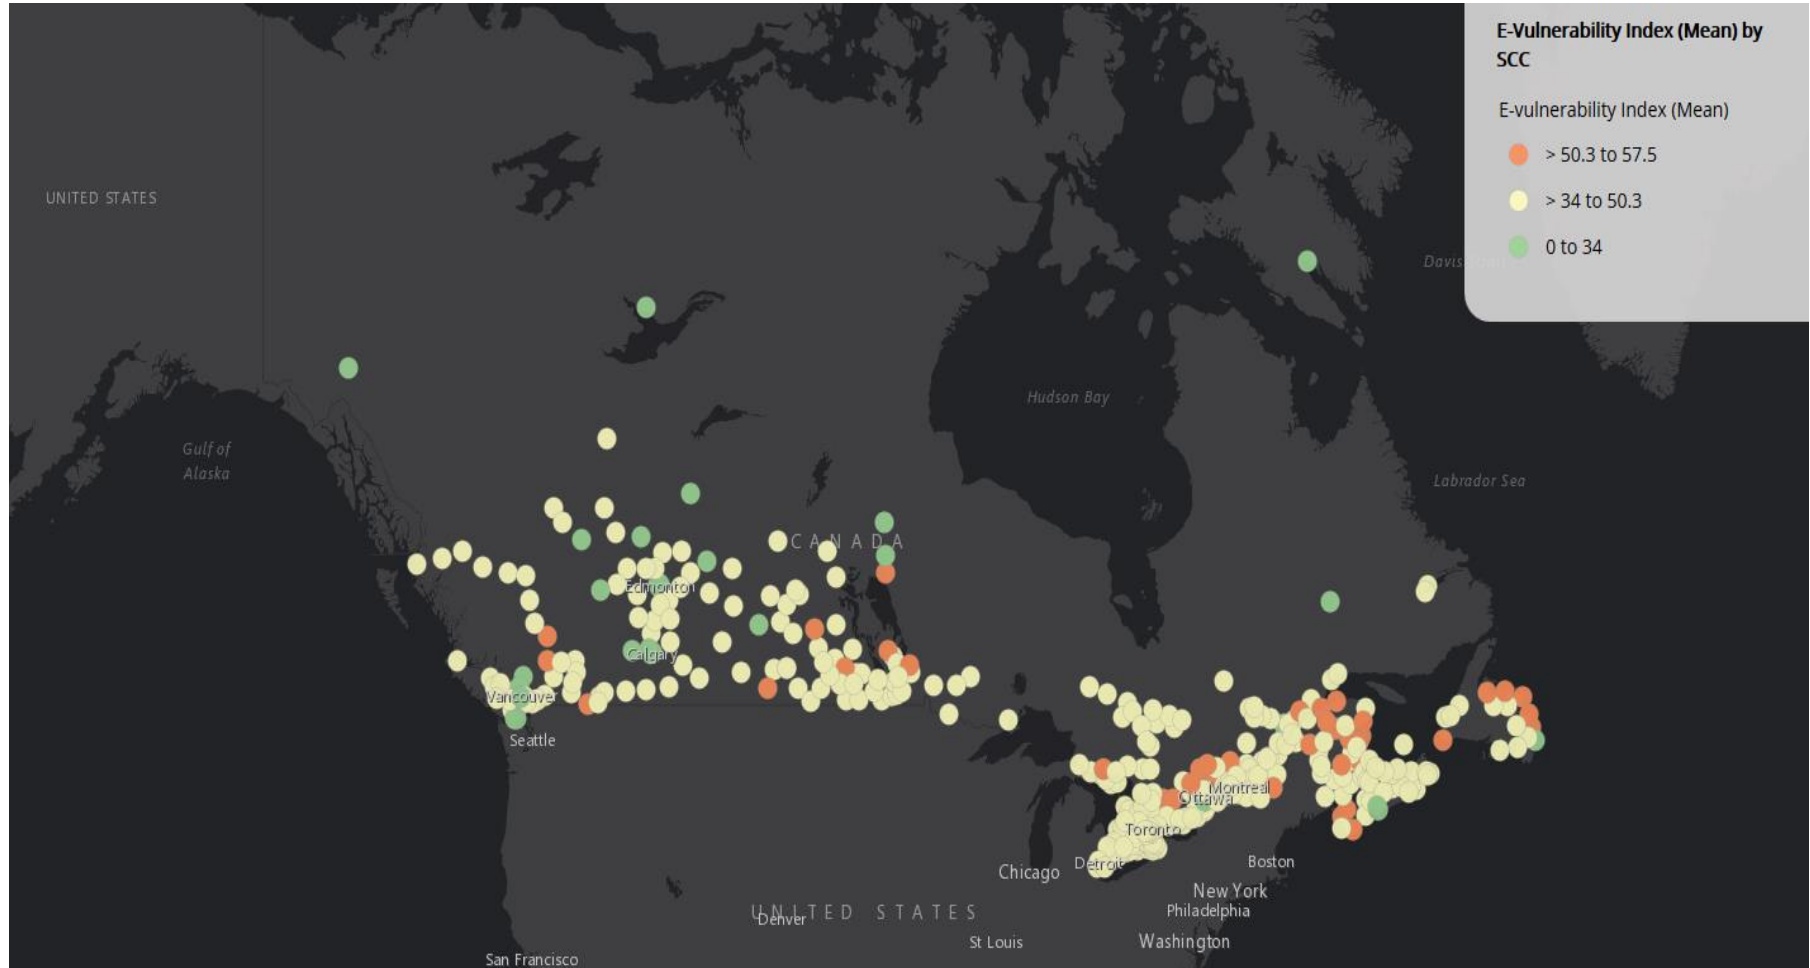 E-Vulnerability Index (Mean) by
SCC
E-vulnerability Index (Mean)
> 50.3 to 57.5
> 34 to 50.3
0 to 34
UNITED STATES
Davis
Hudson Bay
Gulf of
Alaska
Labrador Sea
CANADA
Edmonton
Calgary
Vancouver
Seattle
Montreal
Ottawa
Toronto
Detroit
Boston
Chicago
New York
Philadelphia
UNITED STATES
Denver
St Louis
Washington
San Francisco